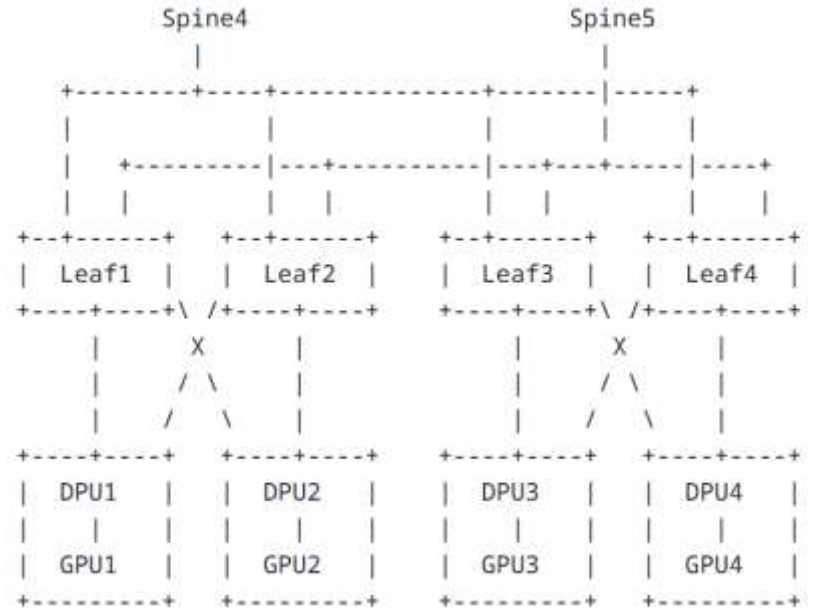 Spine4 Spine5
Leaf1 Leaf2 Leaf3 Leaf4
X X
DPU1 DPU2 DPU3 DPU4
GPU1 GPU2 GPU3 GPU4